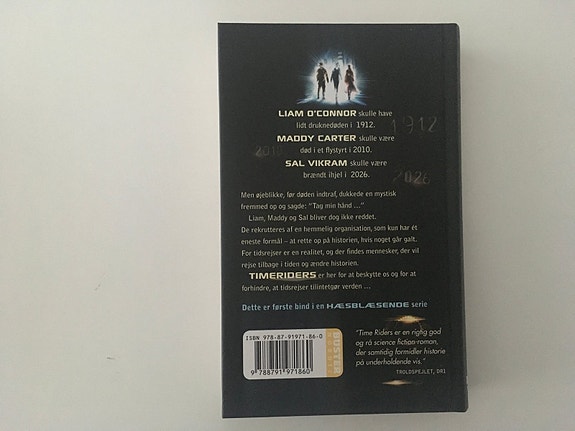 LIAM O'CONNOR skulle have
lidt druknedøden i 1912.
1912
MADDY CARTER skulle være
død i et flystyrt i 2010.
2010
SAL VIKRAM skulle være
brændt ihjel i 2026.
2026
Men øjeblikke, før døden indtraf, dukkede en mystisk
fremmed op og sagde: "Tag min hånd ..."
Liam, Maddy og Sal bliver dog ikke reddet.
De rekrutteres af en hemmelig organisation, som kun har ét
eneste formål – at rette op på historien, hvis noget går galt.
For tidsrejser er en realitet, og der findes mennesker, der vil
rejse tilbage i tiden og ændre historien.
TIMERIDERS er her for at beskytte os og for at
forhindre, at tidsrejser tilintetgør verden ...
Dette er første bind i en HÆSBLÆSENDE serie
ISBN 978-87-91971-86-0
9 788791 971860
BUSTER
"Time Riders er en rigtig god
og rå science fiction-roman,
der samtidig formidler historie
på underholdende vis."
TROLDSPEJLET, DR1